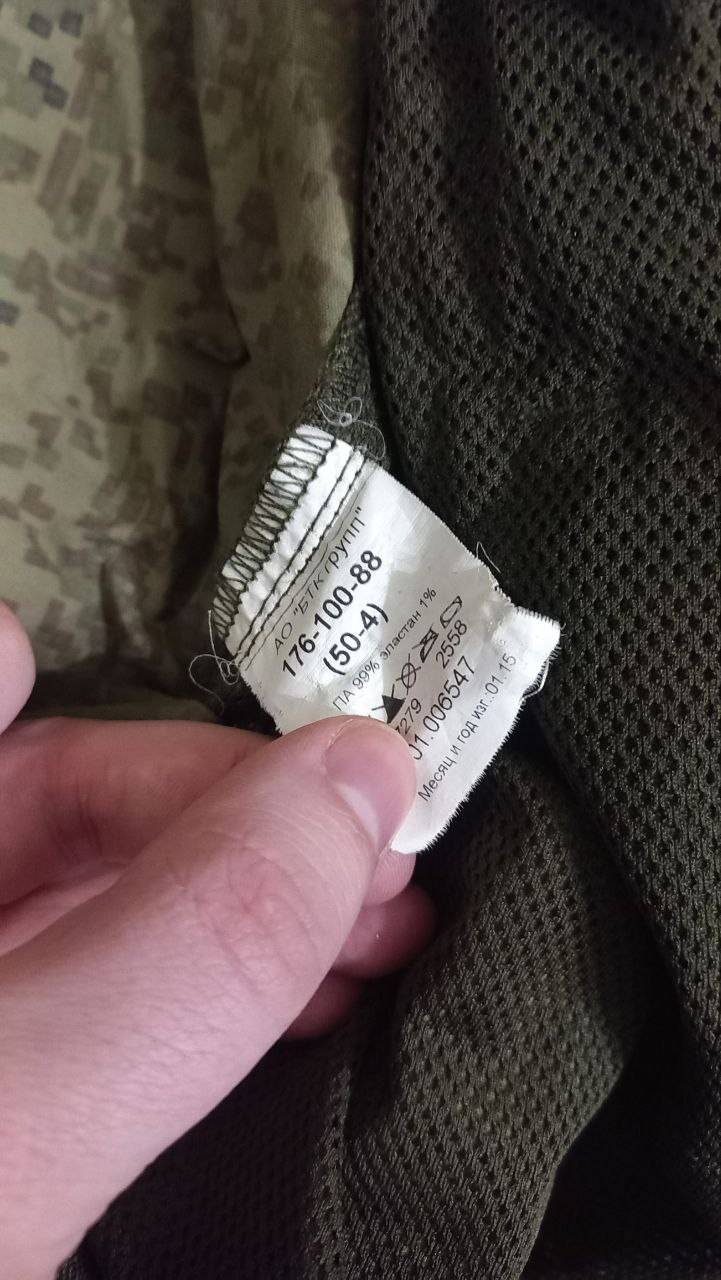 АО "БТК групп"
176-100-88
(50-4)
ПА 99% эластан 1%
2558
01.006547
Месяц и год изг.:01.15